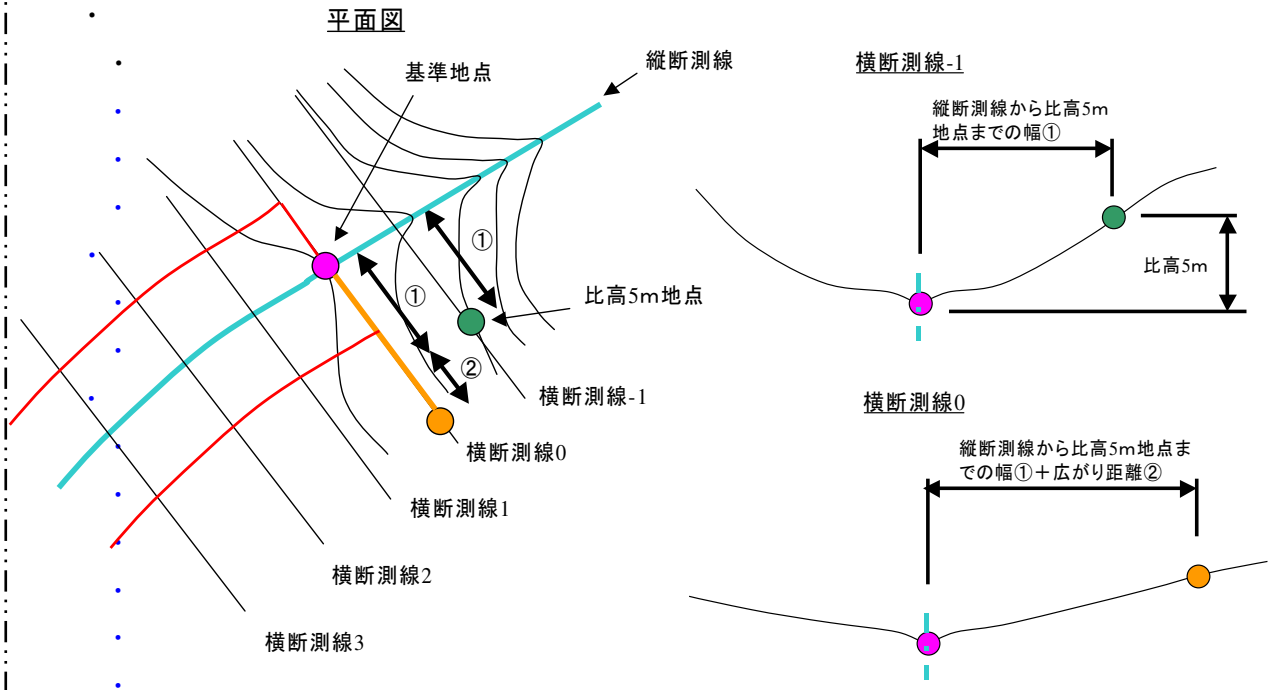 平面図
基準地点
縦断測線
①
①
②
比高5m地点
横断測線-1
横断測線0
横断測線1
横断測線2
横断測線3
横断測線-1
縦断測線から比高5m
地点までの幅①
比高5m
横断測線0
縦断測線から比高5m地点ま
での幅①＋広がり距離②